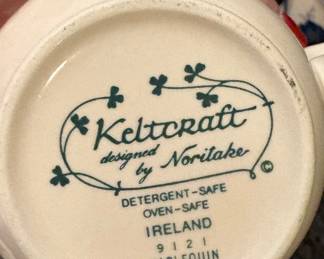 Keltcraft
designed
by Noritake
©
DETERGENT-SAFE
OVEN-SAFE
IRELAND
9121